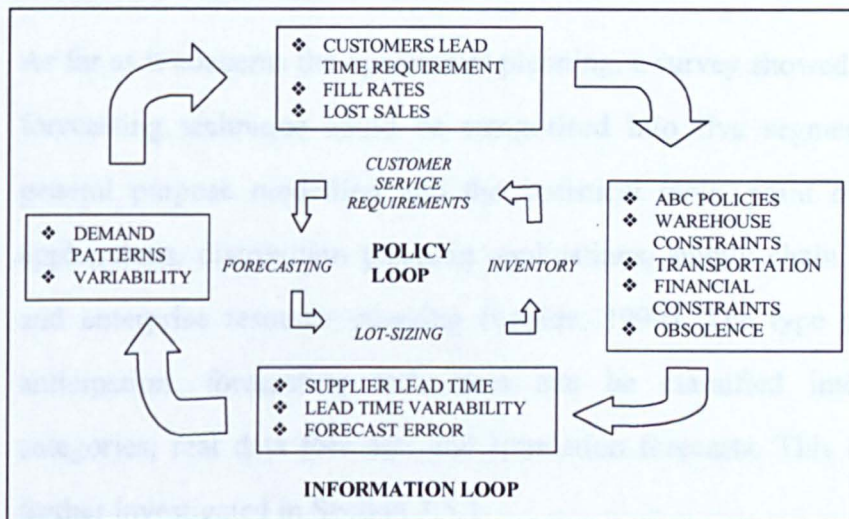 ❖ CUSTOMERS LEAD
TIME REQUIREMENT
❖ FILL RATES
❖ LOST SALES
CUSTOMER
SERVICE
REQUIREMENTS
❖ DEMAND
PATTERNS
❖ VARIABILITY
FORECASTING
POLICY
LOOP
INVENTORY
❖ ABC POLICIES
❖ WAREHOUSE
CONSTRAINTS
❖ TRANSPORTATION
❖ FINANCIAL
CONSTRAINTS
❖ OBSOLENCE
LOT-SIZING
❖ SUPPLIER LEAD TIME
❖ LEAD TIME VARIABILITY
❖ FORECAST ERROR
INFORMATION LOOP